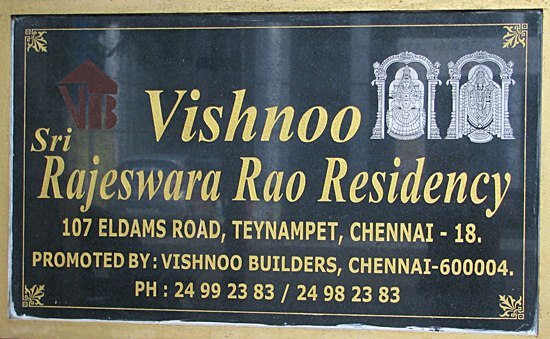 VB
Vishnoo
Sri
Rajeswara Rao Residency
107 ELDAMS ROAD, TEYNAMPET, CHENNAI - 18.
PROMOTED BY : VISHNOO BUILDERS, CHENNAI-600004.
PH : 24 99 23 83 / 24 98 23 83